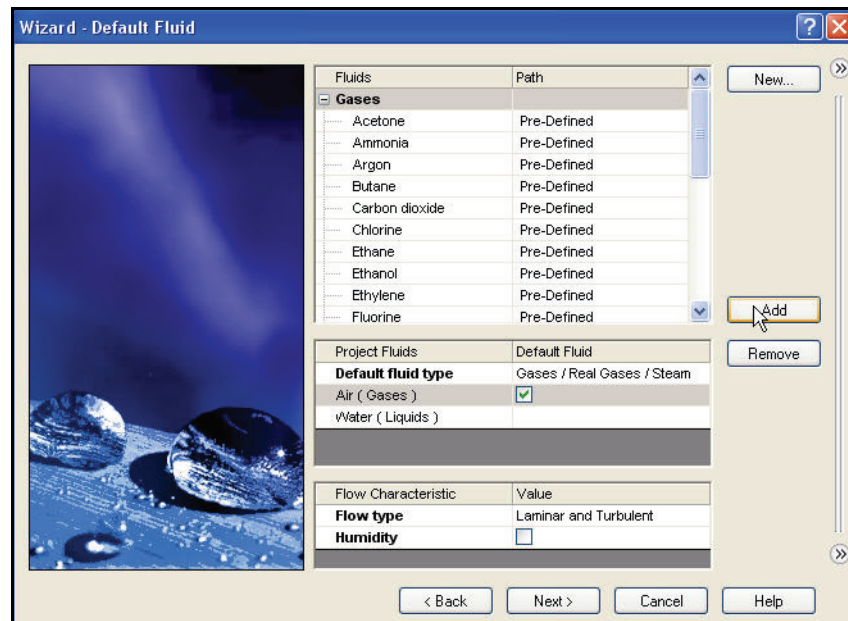 Wizard - Default Fluid
Fluids Path
Gases
Acetone Pre-Defined
Ammonia Pre-Defined
Argon Pre-Defined
Butane Pre-Defined
Carbon dioxide Pre-Defined
Chlorine Pre-Defined
Ethane Pre-Defined
Ethanol Pre-Defined
Ethylene Pre-Defined
Fluorine Pre-Defined
New...
Add
Remove
Project Fluids Default Fluid
Default fluid type Gases / Real Gases / Steam
Air ( Gases )
Water ( Liquids )
Flow Characteristic Value
Flow type Laminar and Turbulent
Humidity
< Back Next > Cancel Help